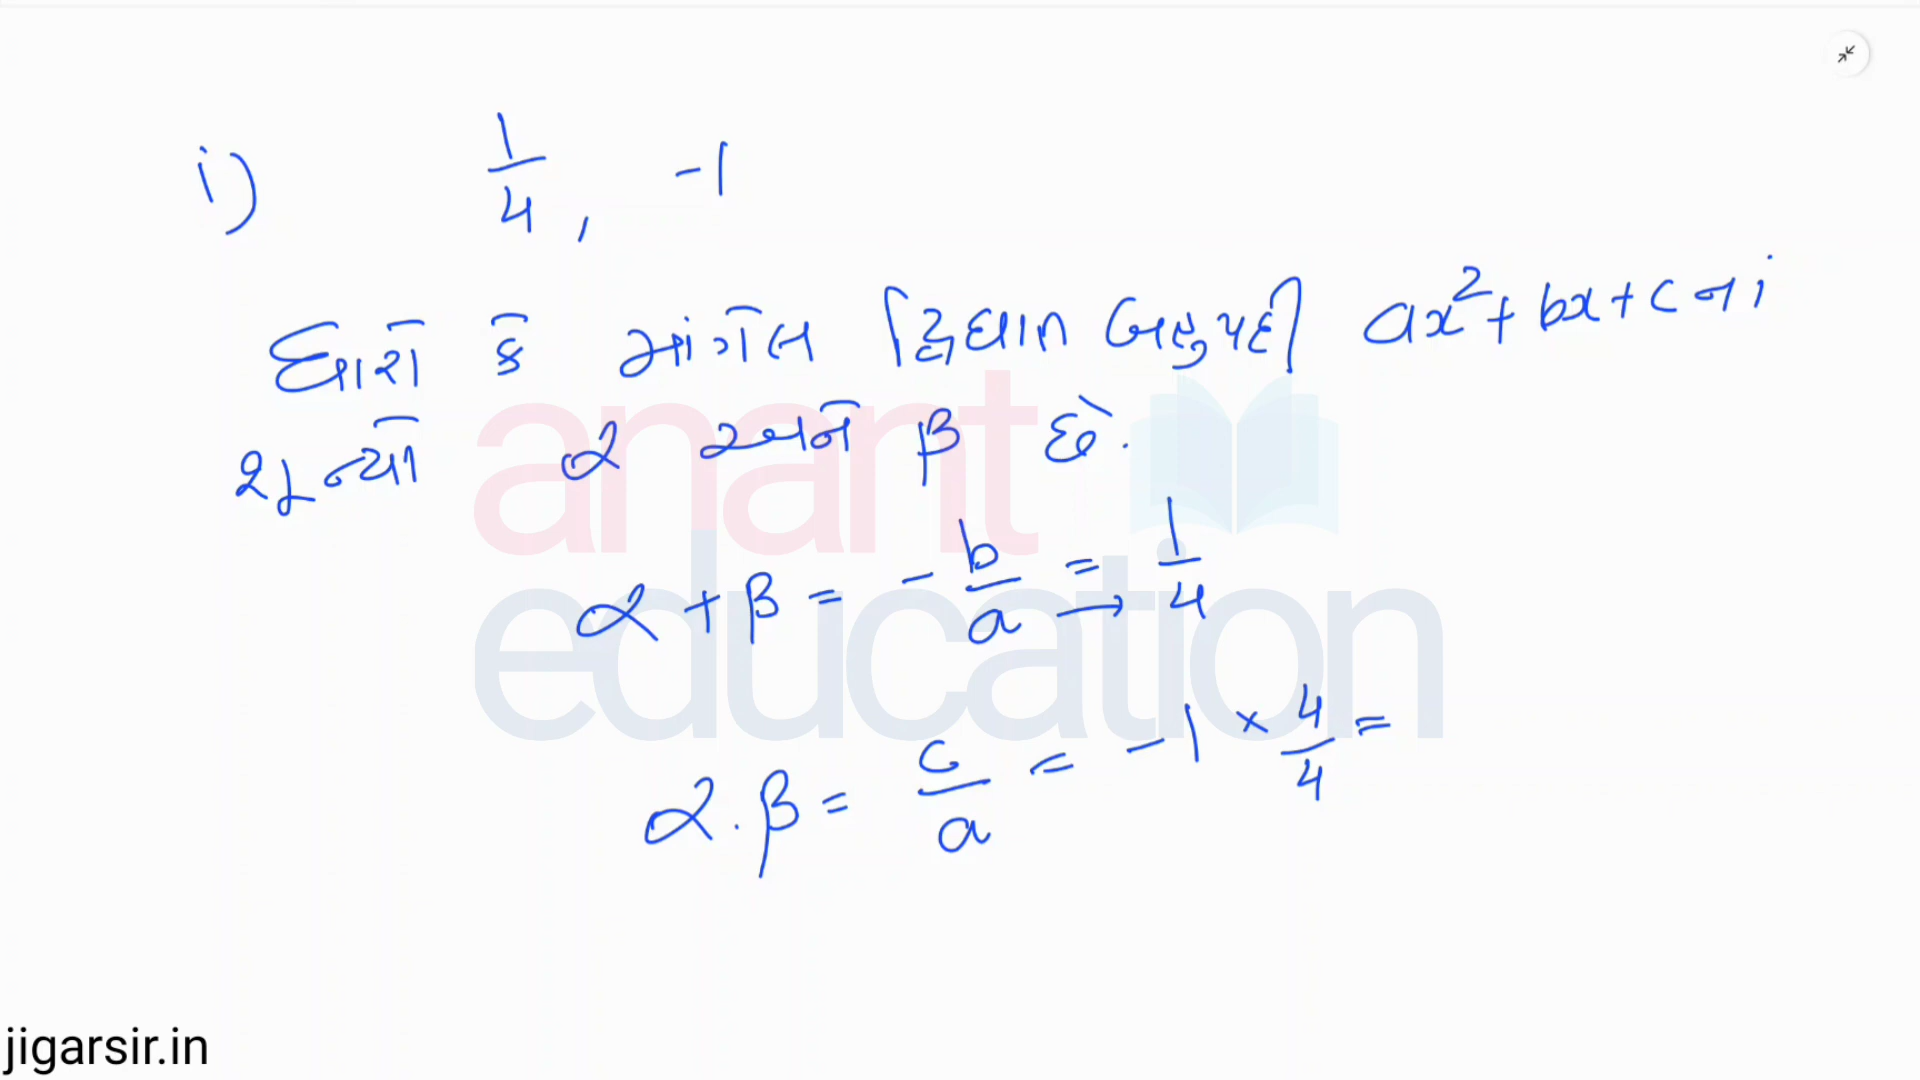 i) 1/4 , -1
ધારો કે માંગેલ દ્વિઘાત બહુપદી ax²+bx+c ના
શૂન્યો α અને β છે.
α + β = - b/a = → 1/4
α . β = c/a = -1 × 4/4 =
anant
education
jigarsir.in